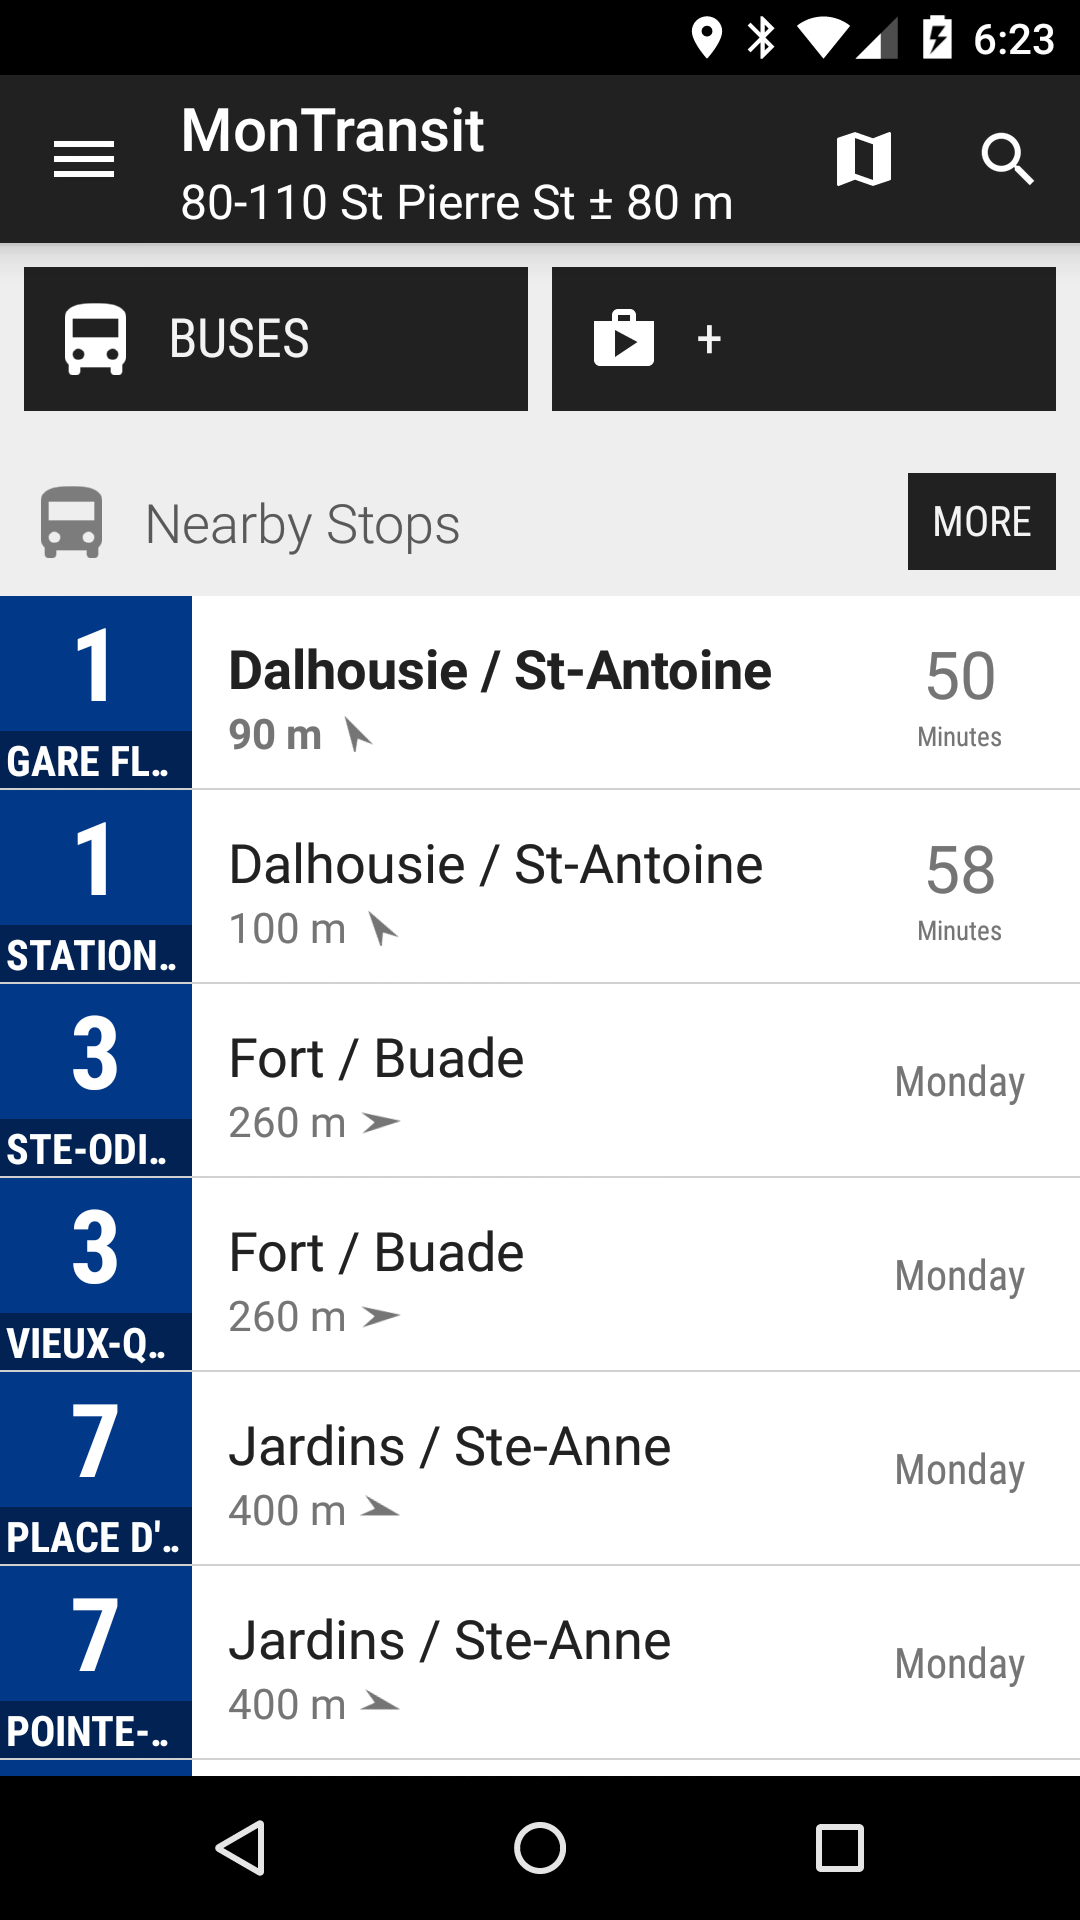 6:23
MonTransit
80-110 St Pierre St ± 80 m
BUSES
+
Nearby Stops
MORE
1
GARE FL..
Dalhousie / St-Antoine
90 m
50
Minutes
1
STATION..
Dalhousie / St-Antoine
100 m
58
Minutes
3
STE-ODI..
Fort / Buade
260 m
Monday
3
VIEUX-Q..
Fort / Buade
260 m
Monday
7
PLACE D'..
Jardins / Ste-Anne
400 m
Monday
7
POINTE-..
Jardins / Ste-Anne
400 m
Monday